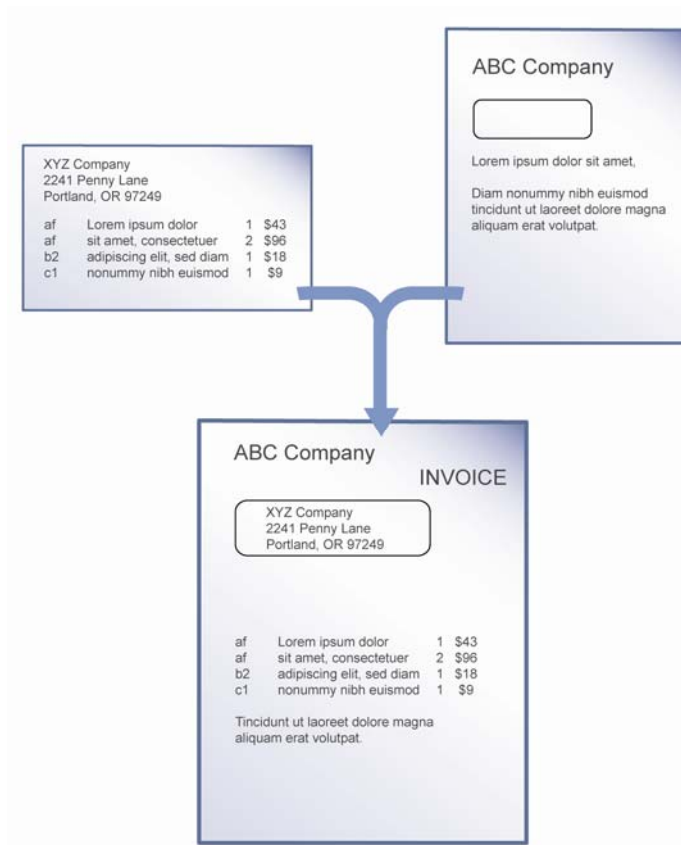 ABC Company
Lorem ipsum dolor sit amet,
Diam nonummy nibh euismod
tincidunt ut laoreet dolore magna
aliquam erat volutpat.
XYZ Company
2241 Penny Lane
Portland, OR 97249
af Lorem ipsum dolor 1 $43
af sit amet, consectetuer 2 $96
b2 adipiscing elit, sed diam 1 $18
c1 nonummy nibh euismod 1 $9
ABC Company
INVOICE
XYZ Company
2241 Penny Lane
Portland, OR 97249
af Lorem ipsum dolor 1 $43
af sit amet, consectetuer 2 $96
b2 adipiscing elit, sed diam 1 $18
c1 nonummy nibh euismod 1 $9
Tincidunt ut laoreet dolore magna
aliquam erat volutpat.